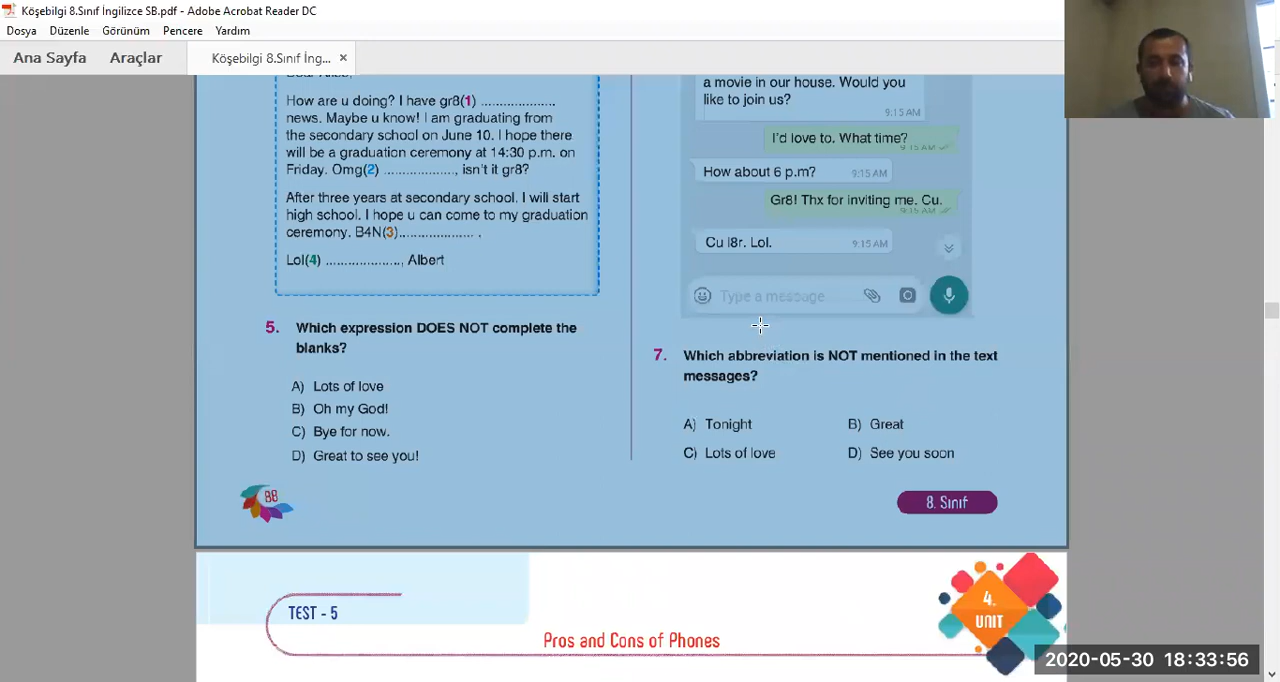 Köşebilgi 8.Sınıf İngilizce SB.pdf - Adobe Acrobat Reader DC
Dosya Düzenle Görünüm Pencere Yardım
Ana Sayfa Araçlar Köşebilgi 8.Sınıf İng... ×
How are u doing? I have gr8(1) ....................
news. Maybe u know! I am graduating from
the secondary school on June 10. I hope there
will be a graduation ceremony at 14:30 p.m. on
Friday. Omg(2) ...................., isn't it gr8?
After three years at secondary school. I will start
high school. I hope u can come to my graduation
ceremony. B4N(3).................... .
Lol(4) ...................., Albert
5. Which expression DOES NOT complete the
blanks?
A) Lots of love
B) Oh my God!
C) Bye for now.
D) Great to see you!
88
a movie in our house. Would you
like to join us?
9:15 AM
I'd love to. What time?
9:15 AM
How about 6 p.m? 9:15 AM
Gr8! Thx for inviting me. Cu.
9:15 AM
Cu l8r. Lol. 9:15 AM
Type a message
7. Which abbreviation is NOT mentioned in the text
messages?
A) Tonight B) Great
C) Lots of love D) See you soon
8. Sınıf
TEST - 5
Pros and Cons of Phones
4.
UNIT
2020-05-30 18:33:56